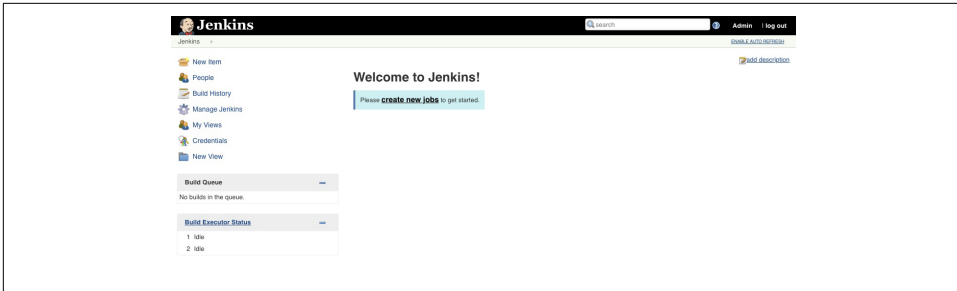 Jenkins
search
Admin | log out
Jenkins
ENABLE AUTO REFRESH
add description
New Item
People
Build History
Manage Jenkins
My Views
Credentials
New View
Welcome to Jenkins!
Please create new jobs to get started.
Build Queue
No builds in the queue.
Build Executor Status
1 Idle
2 Idle